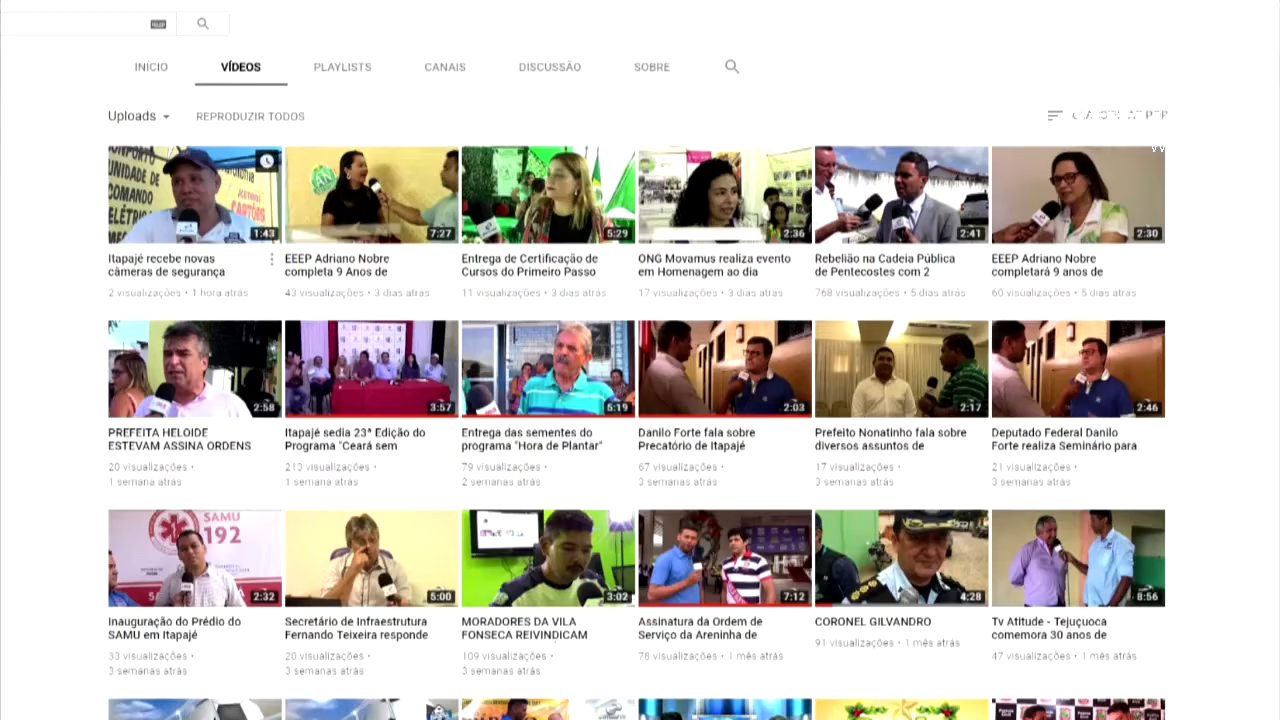 INÍCIO VÍDEOS PLAYLISTS CANAIS DISCUSSÃO SOBRE
Uploads REPRODUZIR TODOS
UNIDADE DE
COMANDO
CARTÕES
1:43 7:27 5:29 2:36 2:41 2:30
Itapajé recebe novas EEEP Adriano Nobre Entrega de Certificação de ONG Movamus realiza evento Rebelião na Cadeia Pública EEEP Adriano Nobre
câmeras de segurança completa 9 Anos de Cursos do Primeiro Passo em Homenagem ao dia de Pentecostes com 2 completará 9 anos de
2 visualizações • 1 hora atrás 43 visualizações • 3 dias atrás 11 visualizações • 3 dias atrás 17 visualizações • 3 dias atrás 768 visualizações • 5 dias atrás 60 visualizações • 5 dias atrás
2:58 3:57 5:19 2:03 2:17 2:46
PREFEITA HELOIDE Itapajé sedia 23ª Edição do Entrega das sementes do Danilo Forte fala sobre Prefeito Nonatinho fala sobre Deputado Federal Danilo
ESTEVAM ASSINA ORDENS Programa "Ceará sem programa "Hora de Plantar" Precatório de Itapajé diversos assuntos de Forte realiza Seminário para
20 visualizações • 213 visualizações • 79 visualizações • 67 visualizações • 17 visualizações • 21 visualizações •
1 semana atrás 1 semana atrás 2 semanas atrás 3 semanas atrás 3 semanas atrás 3 semanas atrás
SAMU
192
2:32 5:00 3:02 7:12 4:28 8:56
Inauguração do Prédio do Secretário de Infraestrutura MORADORES DA VILA Assinatura da Ordem de CORONEL GILVANDRO Tv Atitude - Tejuçuoca
SAMU em Itapajé Fernando Teixeira responde FONSECA REIVINDICAM Serviço da Areninha de comemora 30 anos de
33 visualizações • 20 visualizações • 109 visualizações • 78 visualizações • 1 mês atrás 91 visualizações • 1 mês atrás 47 visualizações • 1 mês atrás
3 semanas atrás 3 semanas atrás 3 semanas atrás